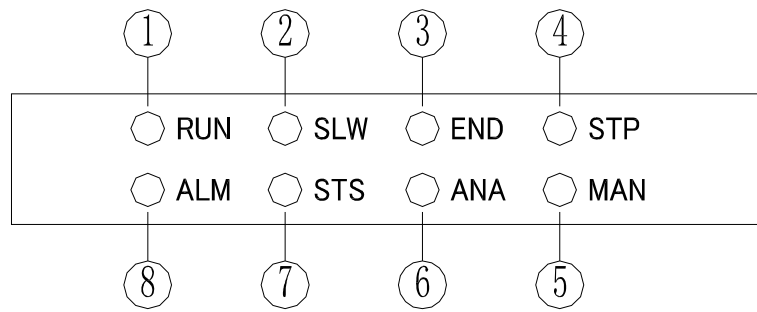 ① ② ③ ④
RUN SLW END STP
ALM STS ANA MAN
⑧ ⑦ ⑥ ⑤